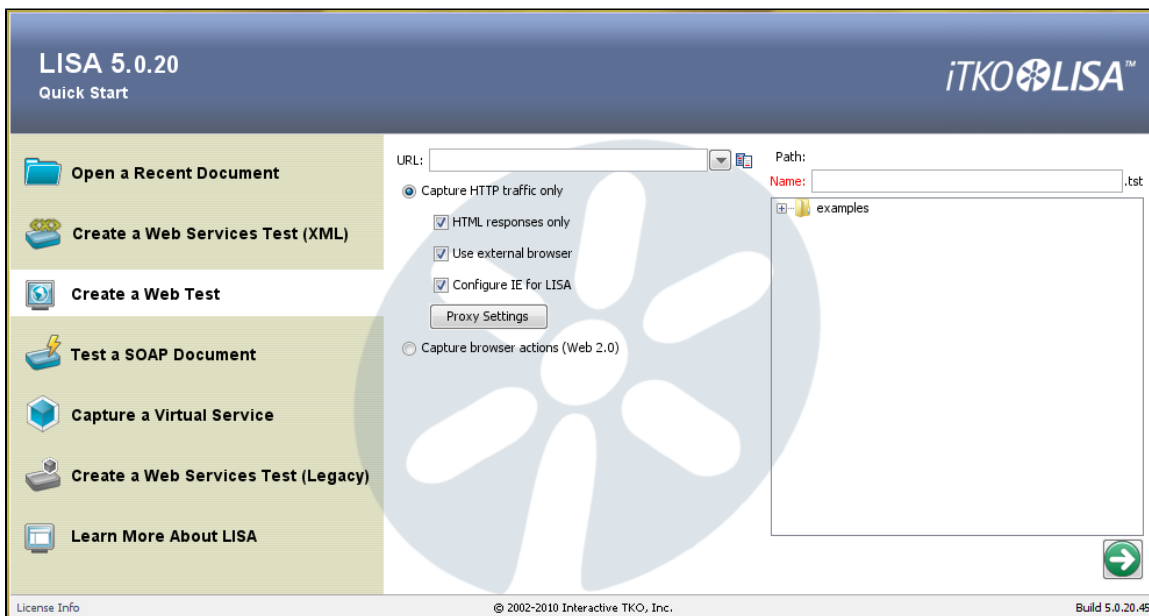 LISA 5.0.20
Quick Start
iTKO LISA™
Open a Recent Document
Create a Web Services Test (XML)
Create a Web Test
Test a SOAP Document
Capture a Virtual Service
Create a Web Services Test (Legacy)
Learn More About LISA
URL:
Capture HTTP traffic only
HTML responses only
Use external browser
Configure IE for LISA
Proxy Settings
Capture browser actions (Web 2.0)
Path:
Name: .tst
examples
License Info
© 2002-2010 Interactive TKO, Inc.
Build 5.0.20.45